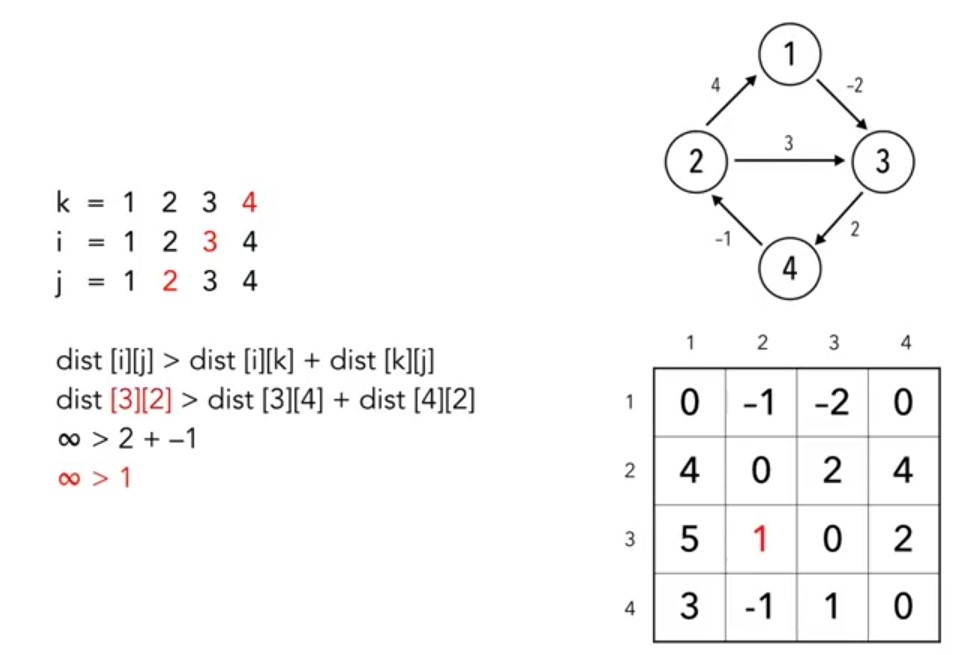 k = 1 2 3 4
i = 1 2 3 4
j = 1 2 3 4
dist [i][j] > dist [i][k] + dist [k][j]
dist [3][2] > dist [3][4] + dist [4][2]
∞ > 2 + –1
∞ > 1
1
4 -2
2 3 3
–1 2
4
1 2 3 4
1 0 -1 -2 0
2 4 0 2 4
3 5 1 0 2
4 3 -1 1 0